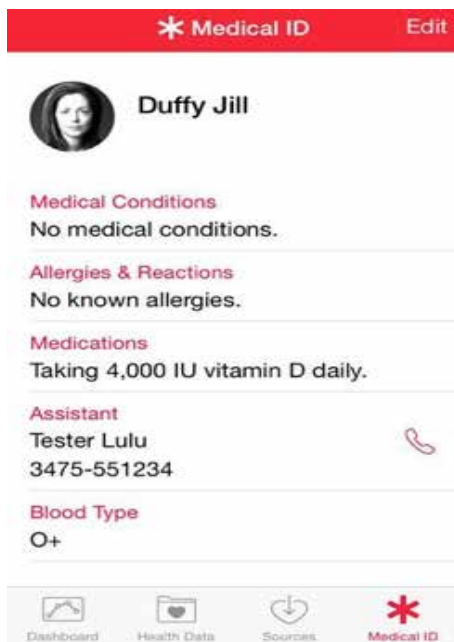 Medical ID
Edit
Duffy Jill
Medical Conditions
No medical conditions.
Allergies & Reactions
No known allergies.
Medications
Taking 4,000 IU vitamin D daily.
Assistant
Tester Lulu
3475-551234
Blood Type
O+
Dashboard
Health Data
Sources
Medical ID